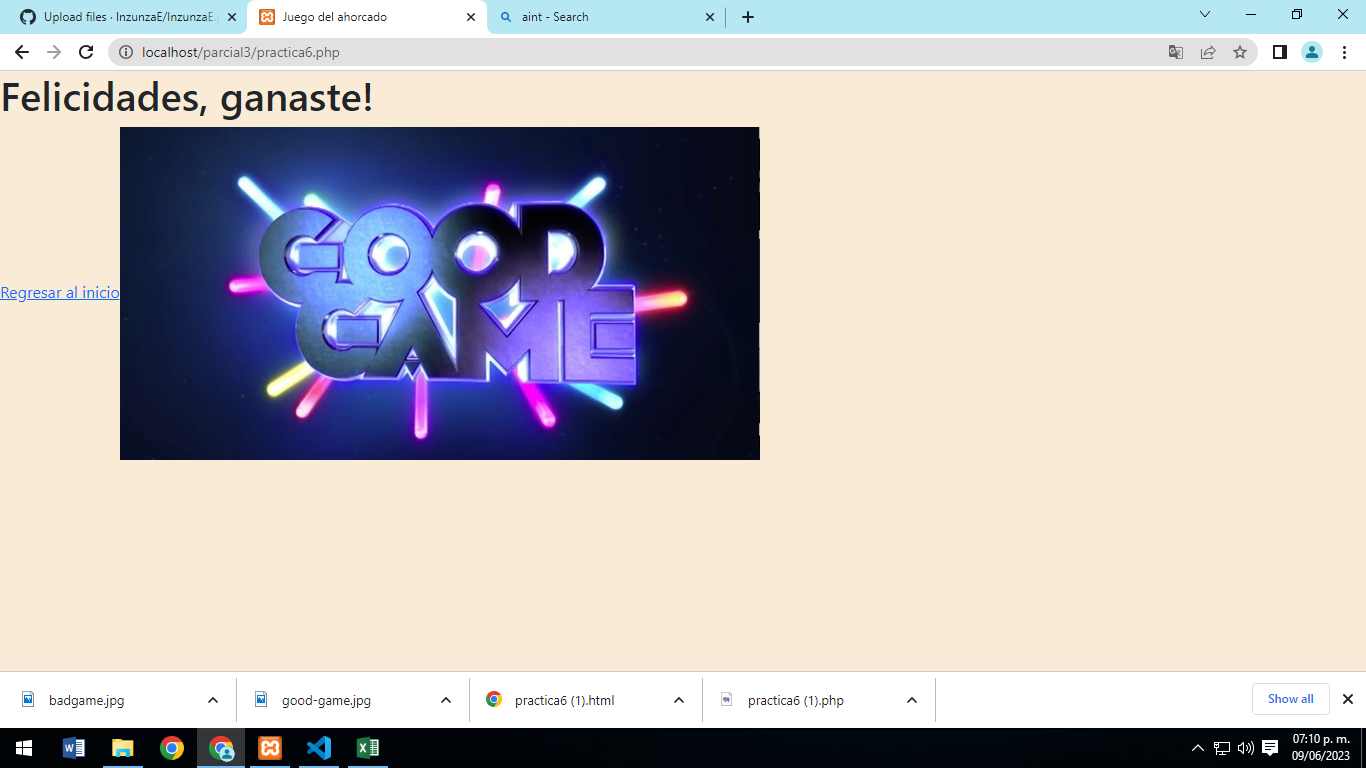 Upload files · InzunzaE/InzunzaE.
Juego del ahorcado
aint - Search
localhost/parcial3/practica6.php
Felicidades, ganaste!
GOOD
GAME
Regresar al inicio
badgame.jpg
good-game.jpg
practica6 (1).html
practica6 (1).php
Show all
07:10 p. m.
09/06/2023